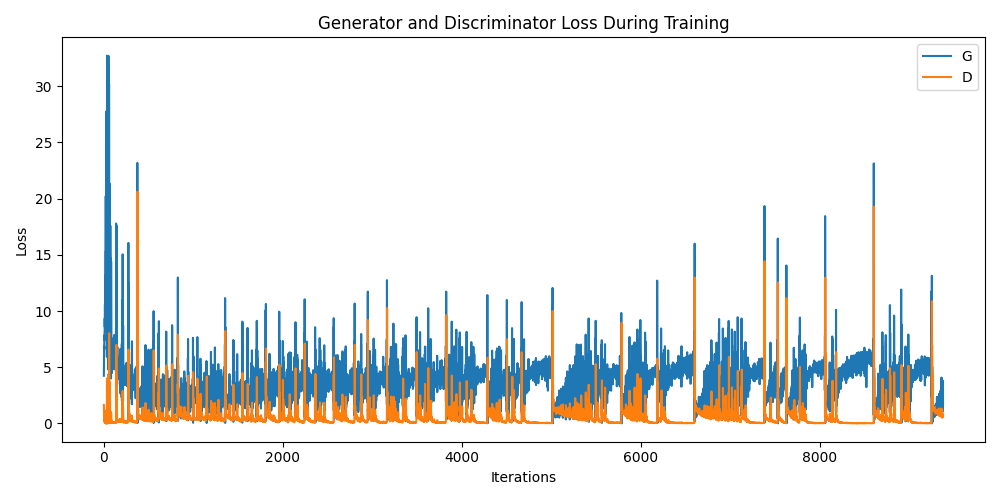 Generator and Discriminator Loss During Training
G
D
30
25
20
15
10
5
0
Loss
0 2000 4000 6000 8000
Iterations